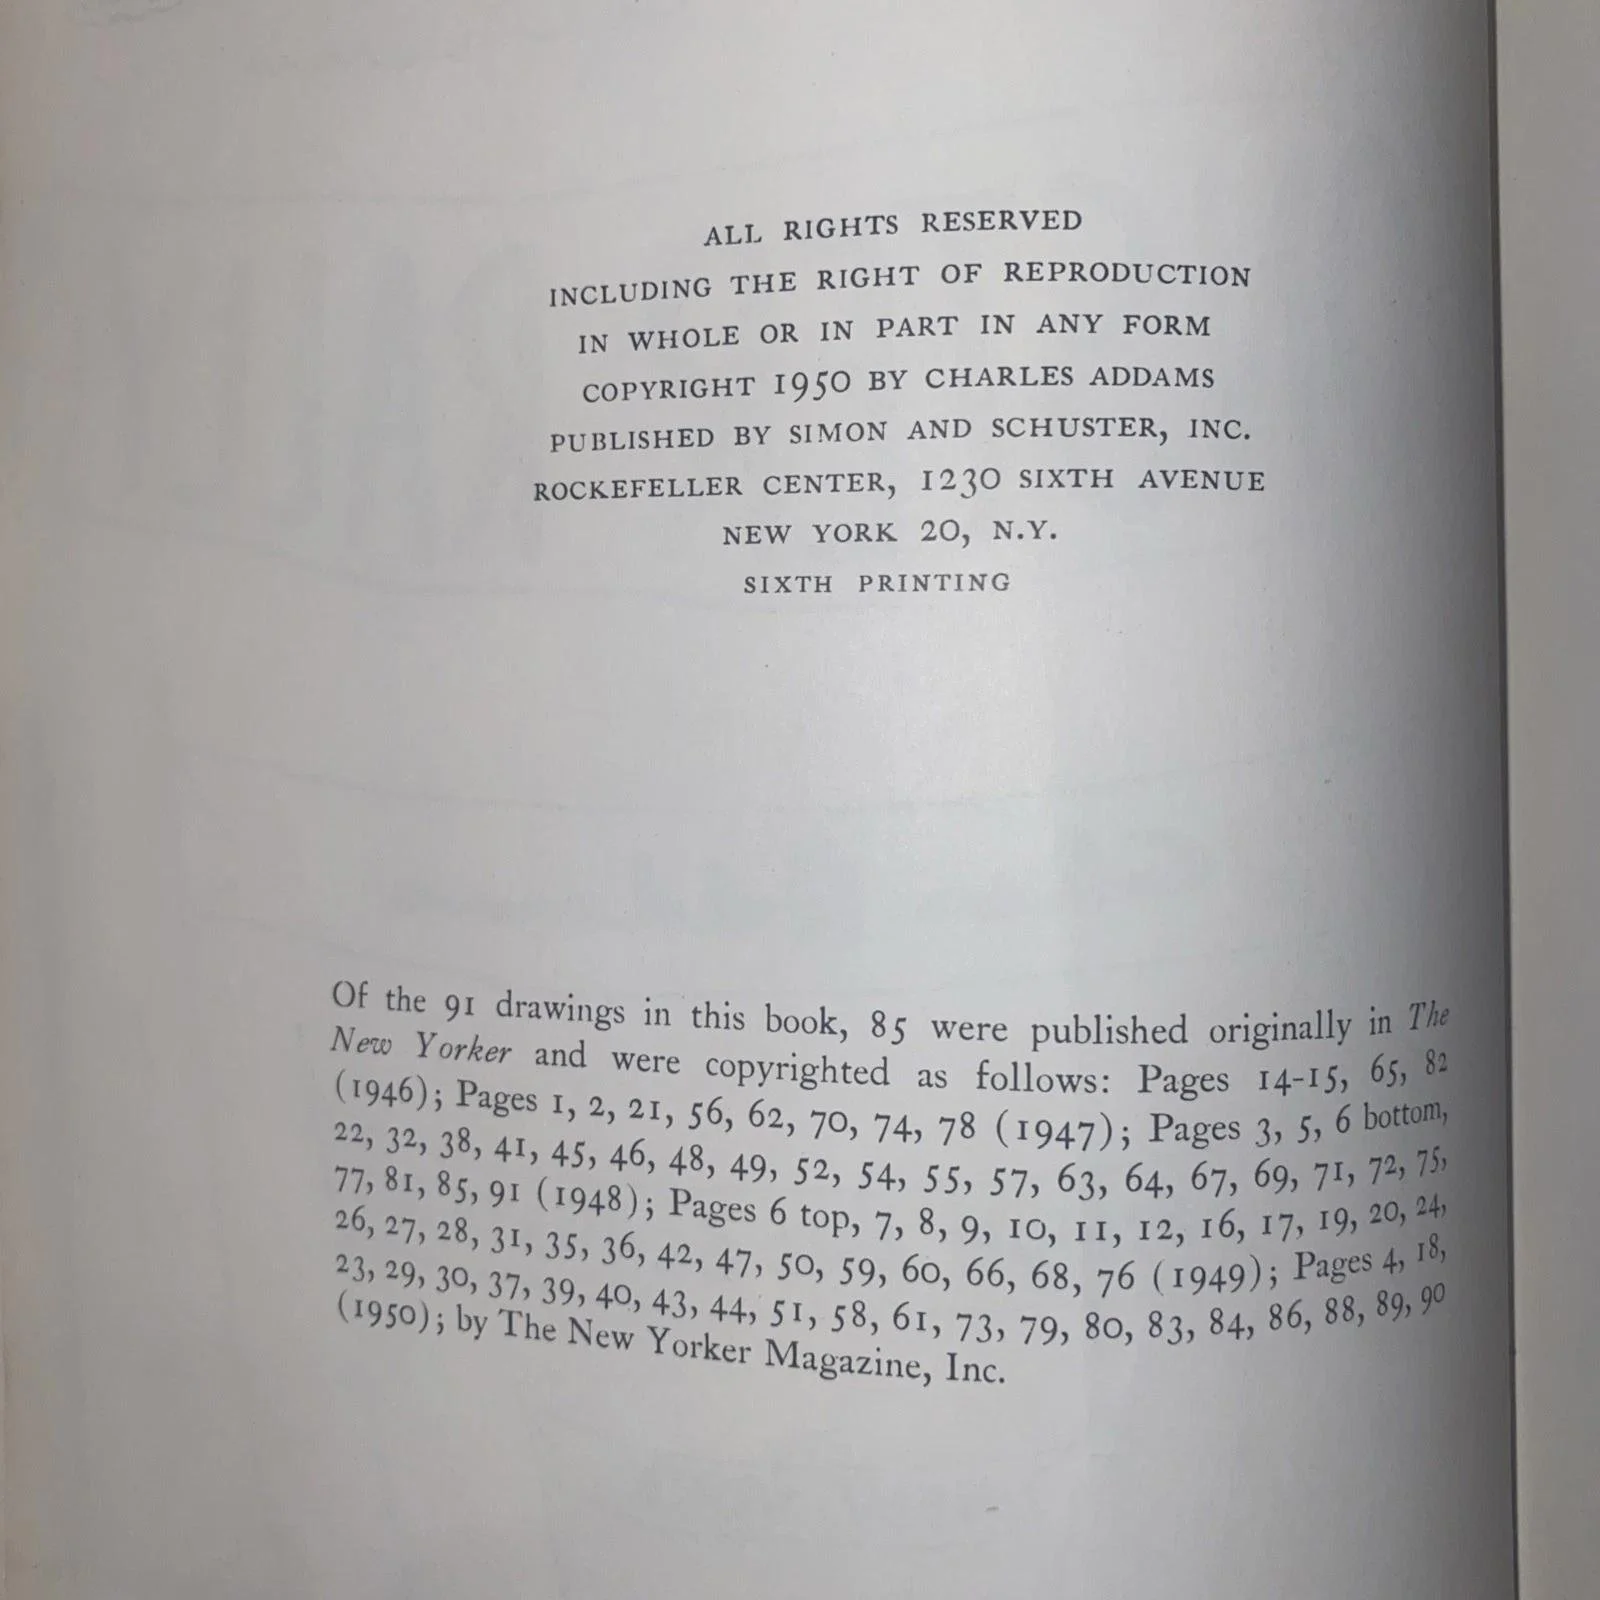 ALL RIGHTS RESERVED
INCLUDING THE RIGHT OF REPRODUCTION
IN WHOLE OR IN PART IN ANY FORM
COPYRIGHT 1950 BY CHARLES ADDAMS
PUBLISHED BY SIMON AND SCHUSTER, INC.
ROCKEFELLER CENTER, 1230 SIXTH AVENUE
NEW YORK 20, N.Y.
SIXTH PRINTING
Of the 91 drawings in this book, 85 were published originally in The
New Yorker and were copyrighted as follows: Pages 14-15, 65, 82
(1946); Pages 1, 2, 21, 56, 62, 70, 74, 78 (1947); Pages 3, 5, 6 bottom,
22, 32, 38, 41, 45, 46, 48, 49, 52, 54, 55, 57, 63, 64, 67, 69, 71, 72, 75,
77, 81, 85, 91 (1948); Pages 6 top, 7, 8, 9, 10, 11, 12, 16, 17, 19, 20, 24,
26, 27, 28, 31, 35, 36, 42, 47, 50, 59, 60, 66, 68, 76 (1949); Pages 4, 18,
23, 29, 30, 37, 39, 40, 43, 44, 51, 58, 61, 73, 79, 80, 83, 84, 86, 88, 89, 90
(1950); by The New Yorker Magazine, Inc.